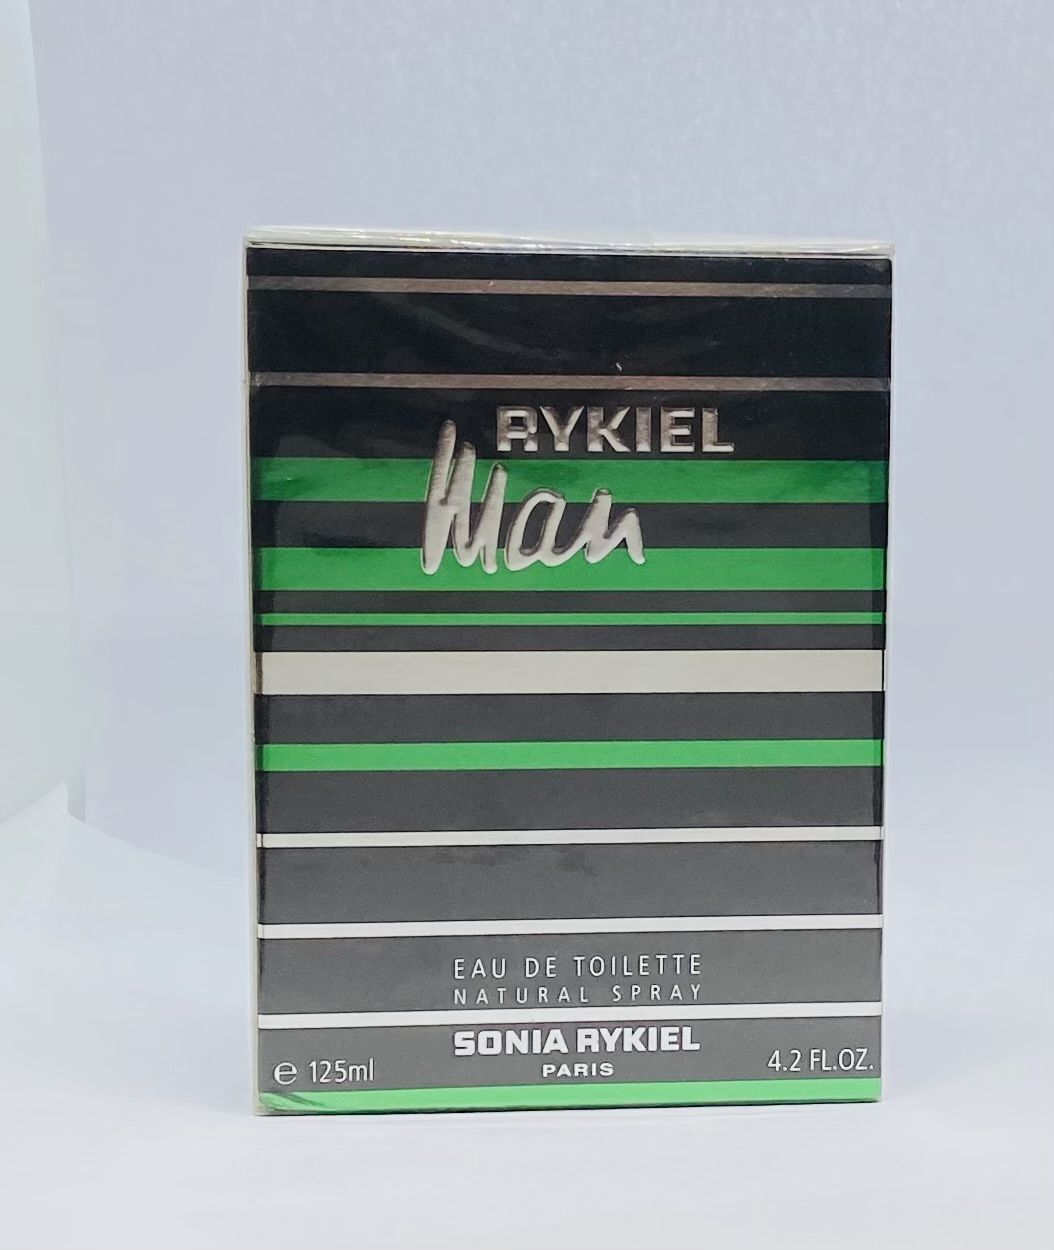 RYKIEL
Man
EAU DE TOILETTE
NATURAL SPRAY
SONIA RYKIEL
PARIS
℮ 125ml
4.2 FL.OZ.